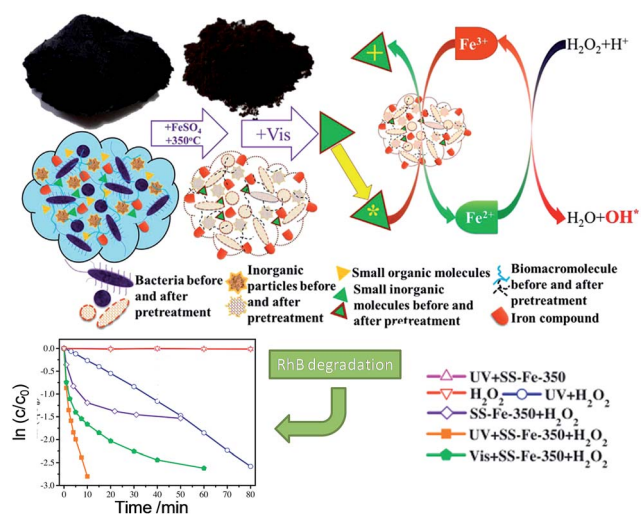 +FeSO4
+350°C
+Vis
+
*
Fe3+
H2O2+H+
Fe2+
H2O+OH*
Bacteria before
and after
pretreatment
Inorganic
particles before
and after
pretreatment
Small organic molecules
Small inorganic
molecules before and
after pretreatment
Biomacromolecule
before and after
pretreatment
Iron compound
RhB degradation
ln (c/c0)
0.0
-0.5
-1.0
-1.5
-2.0
-2.5
-3.0
0 10 20 30 40 50 60 70 80
Time /min
UV+SS-Fe-350
H2O2 UV+H2O2
SS-Fe-350+H2O2
UV+SS-Fe-350+H2O2
Vis+SS-Fe-350+H2O2